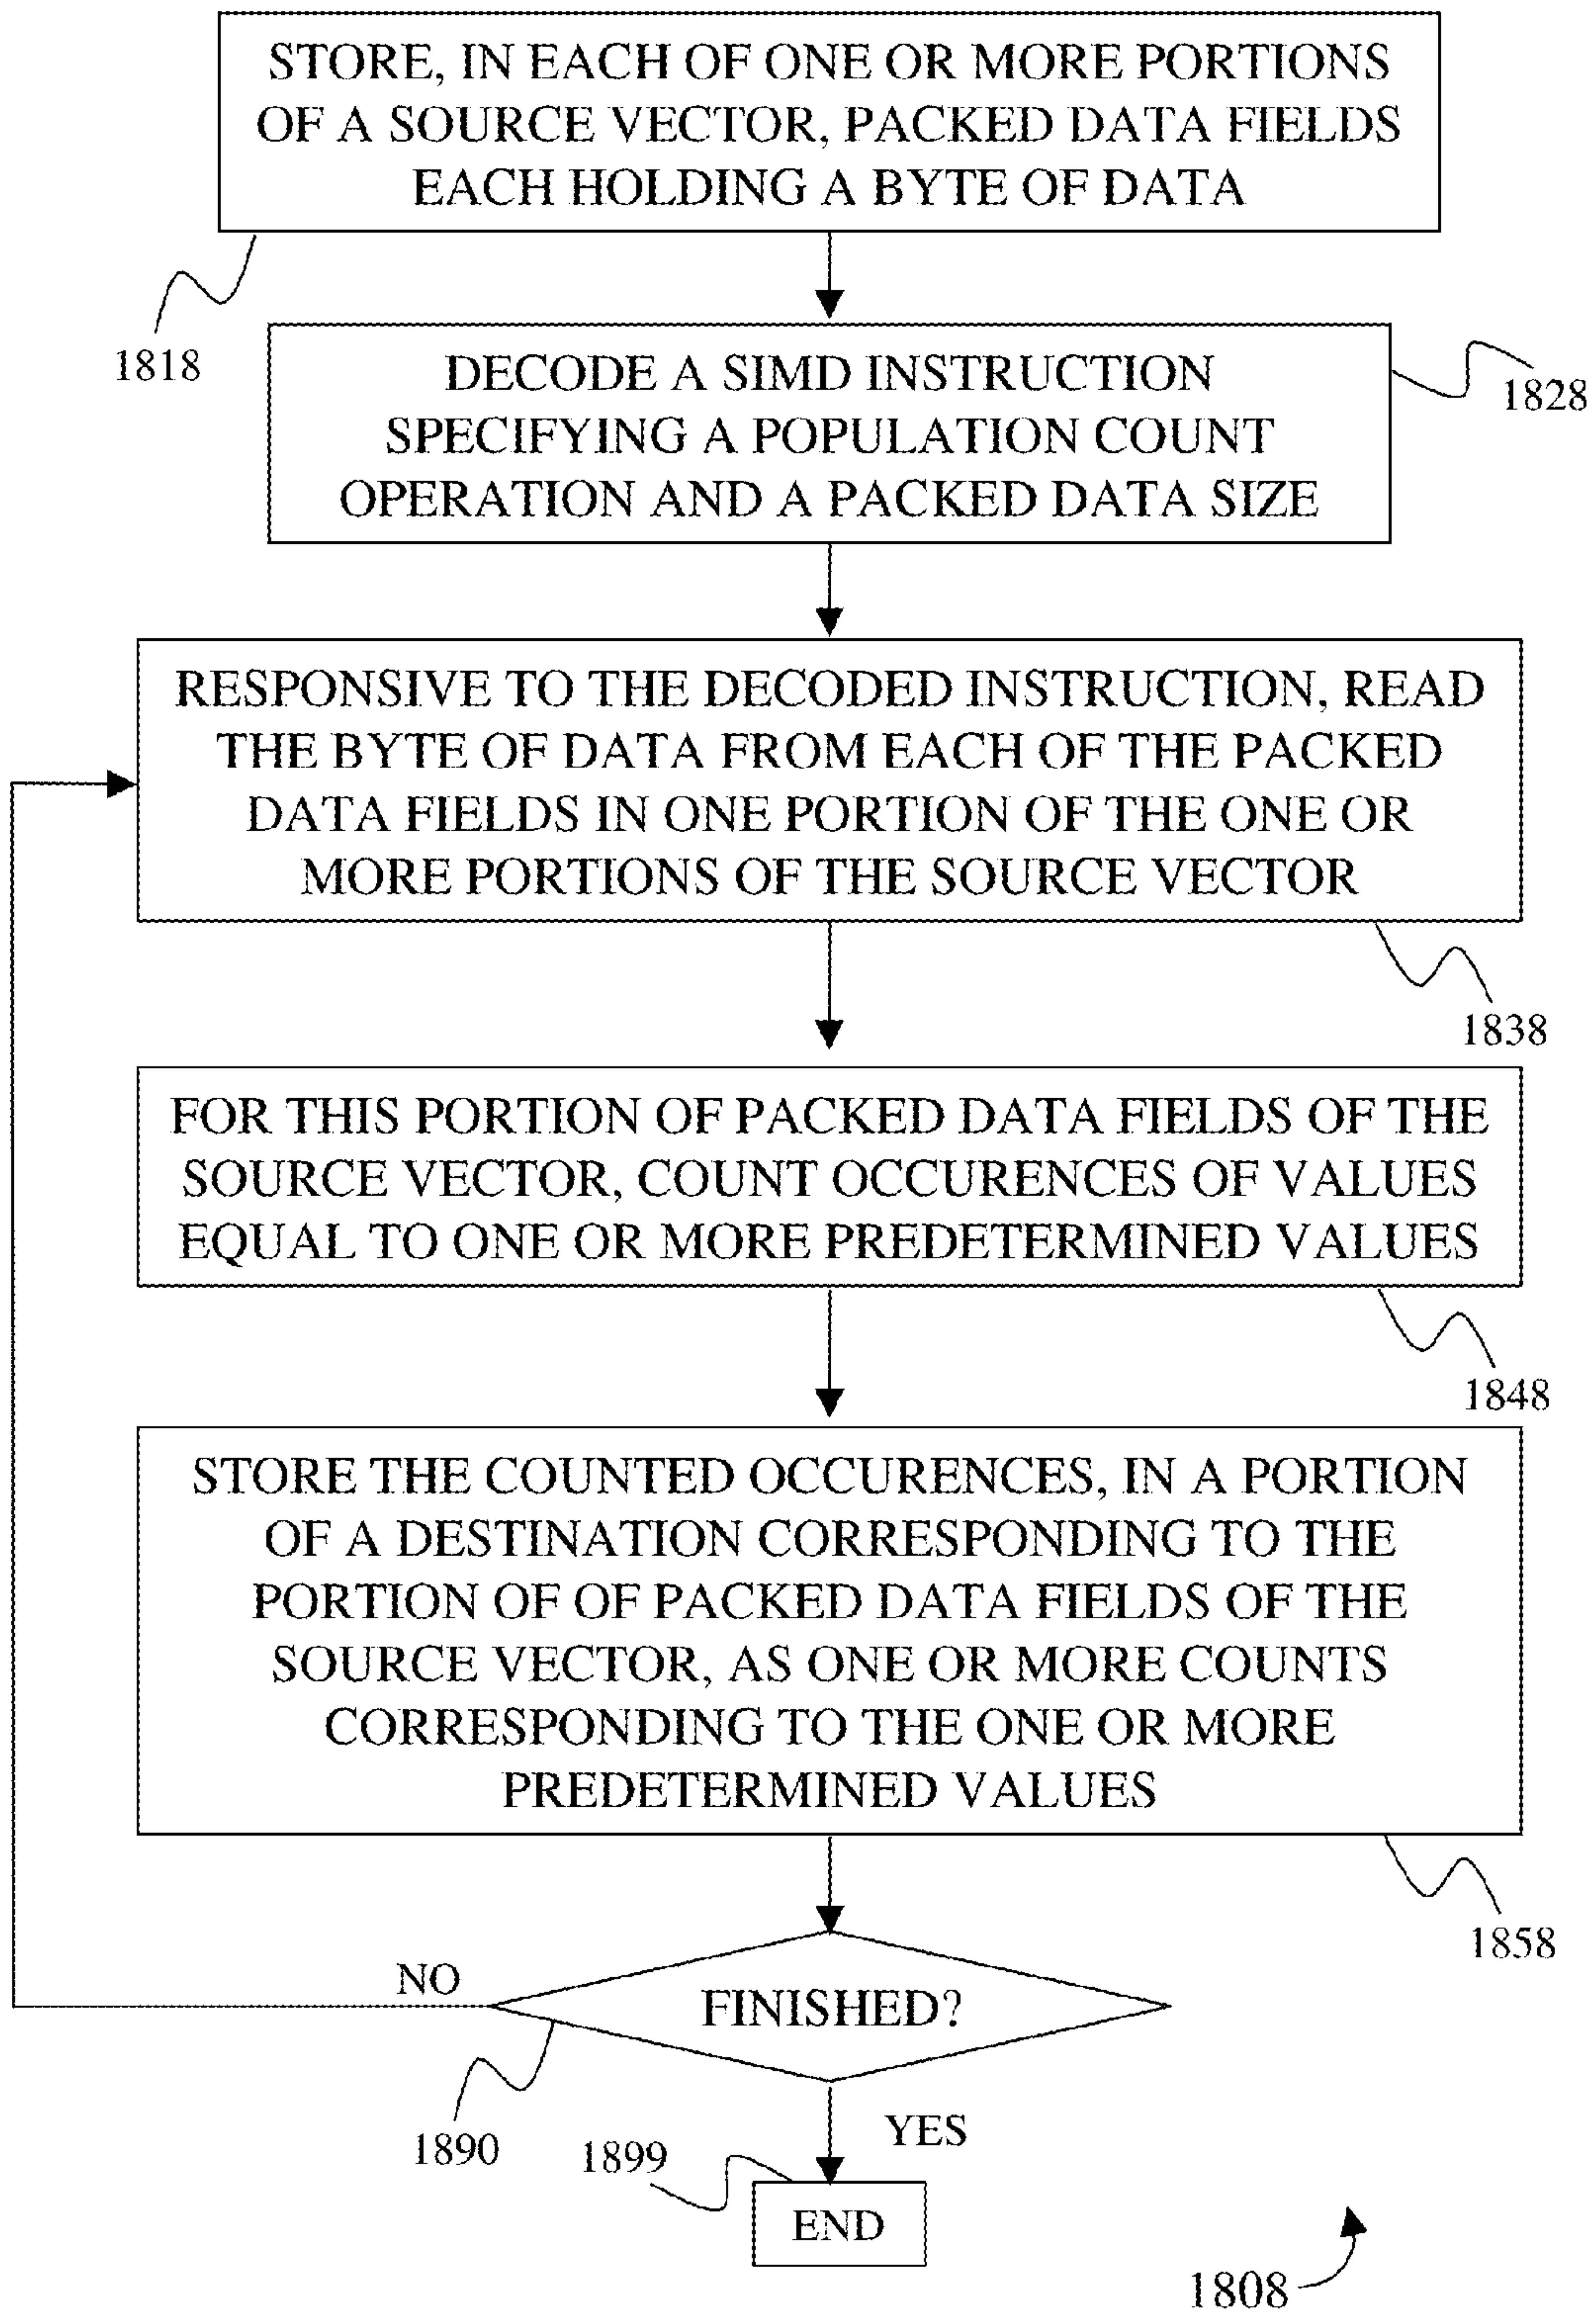 STORE, IN EACH OF ONE OR MORE PORTIONS
OF A SOURCE VECTOR, PACKED DATA FIELDS
EACH HOLDING A BYTE OF DATA
1818
DECODE A SIMD INSTRUCTION
SPECIFYING A POPULATION COUNT
OPERATION AND A PACKED DATA SIZE
1828
RESPONSIVE TO THE DECODED INSTRUCTION, READ
THE BYTE OF DATA FROM EACH OF THE PACKED
DATA FIELDS IN ONE PORTION OF THE ONE OR
MORE PORTIONS OF THE SOURCE VECTOR
1838
FOR THIS PORTION OF PACKED DATA FIELDS OF THE
SOURCE VECTOR, COUNT OCCURENCES OF VALUES
EQUAL TO ONE OR MORE PREDETERMINED VALUES
1848
STORE THE COUNTED OCCURENCES, IN A PORTION
OF A DESTINATION CORRESPONDING TO THE
PORTION OF OF PACKED DATA FIELDS OF THE
SOURCE VECTOR, AS ONE OR MORE COUNTS
CORRESPONDING TO THE ONE OR MORE
PREDETERMINED VALUES
1858
NO
FINISHED?
1890
YES
1899
END
1808